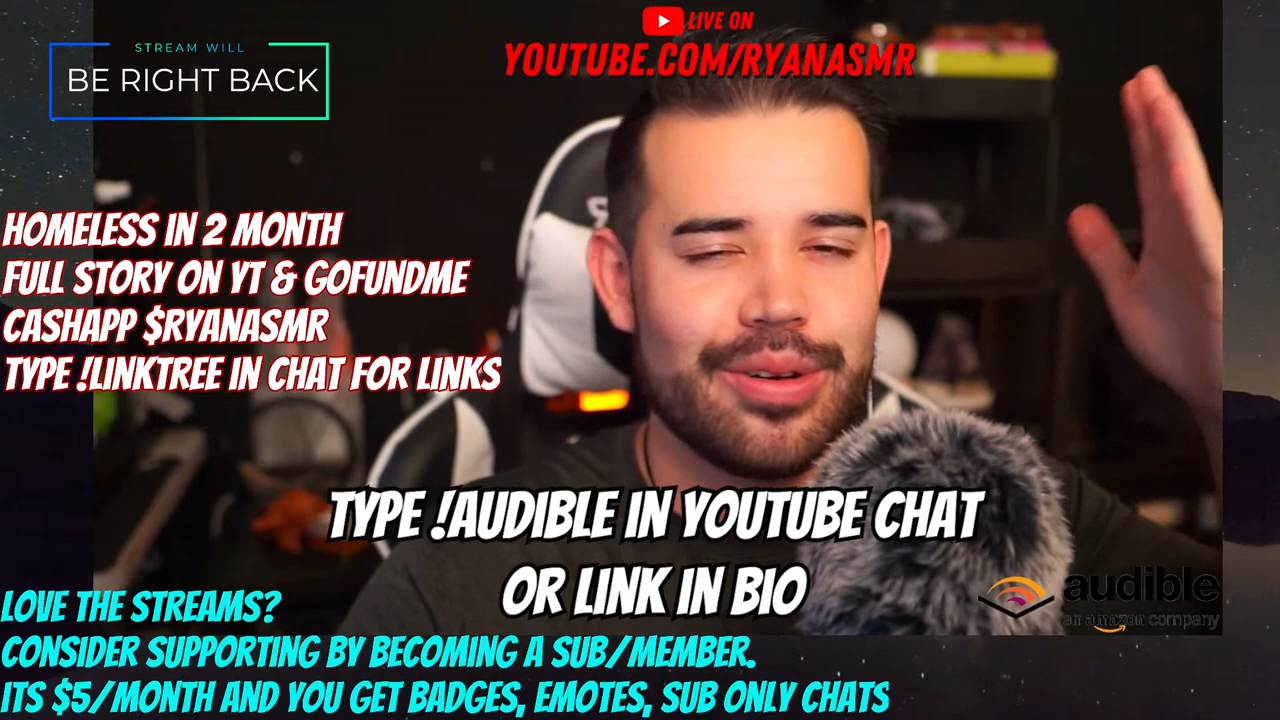 LIVE ON
YOUTUBE.COM/RYANASMR
STREAM WILL
BE RIGHT BACK
HOMELESS IN 2 MONTH
FULL STORY ON YT & GOFUNDME
CASHAPP $RYANASMR
TYPE !LINKTREE IN CHAT FOR LINKS
TYPE !AUDIBLE IN YOUTUBE CHAT
OR LINK IN BIO
audible
an amazon company
LOVE THE STREAMS?
CONSIDER SUPPORTING BY BECOMING A SUB/MEMBER.
ITS $5/MONTH AND YOU GET BADGES, EMOTES, SUB ONLY CHATS